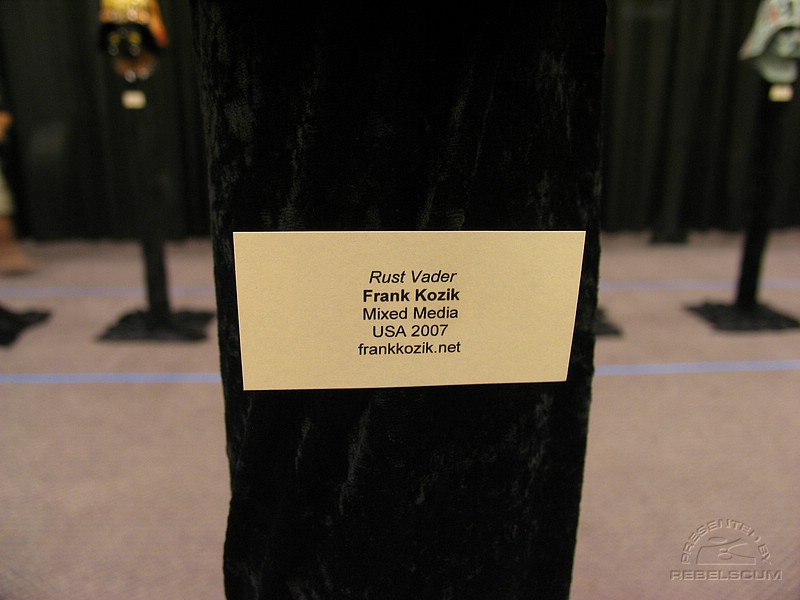 Rust Vader
Frank Kozik
Mixed Media
USA 2007
frankkozik.net
PRESENTED BY
REBELSCUM